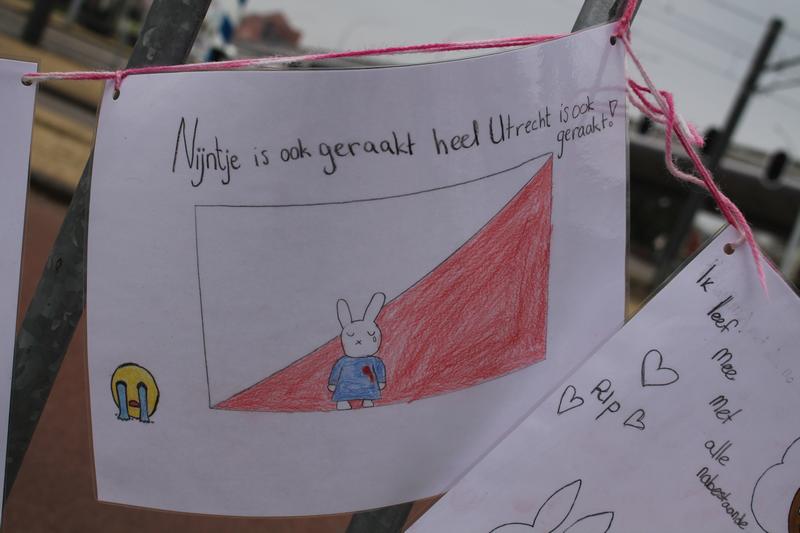 Nijntje is ook geraakt heel Utrecht is ook
geraakt!
Ik leef mee met alle nabestaande
RIP